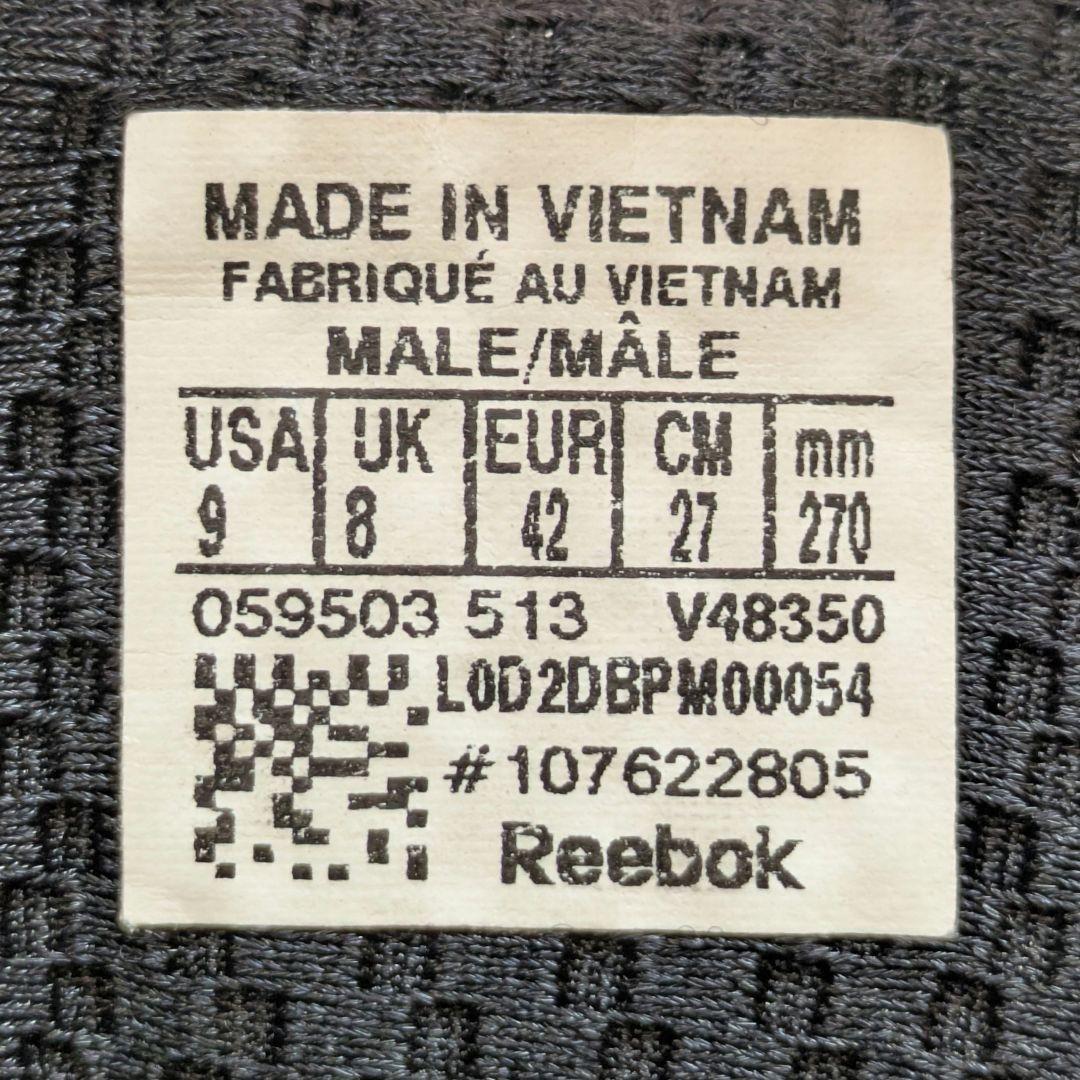 MADE IN VIETNAM
FABRIQUÉ AU VIETNAM
MALE/MÂLE
USA UK EUR CM mm
9 8 42 27 270
059503 513 V48350
L0D2DBPM00054
#107622805
Reebok